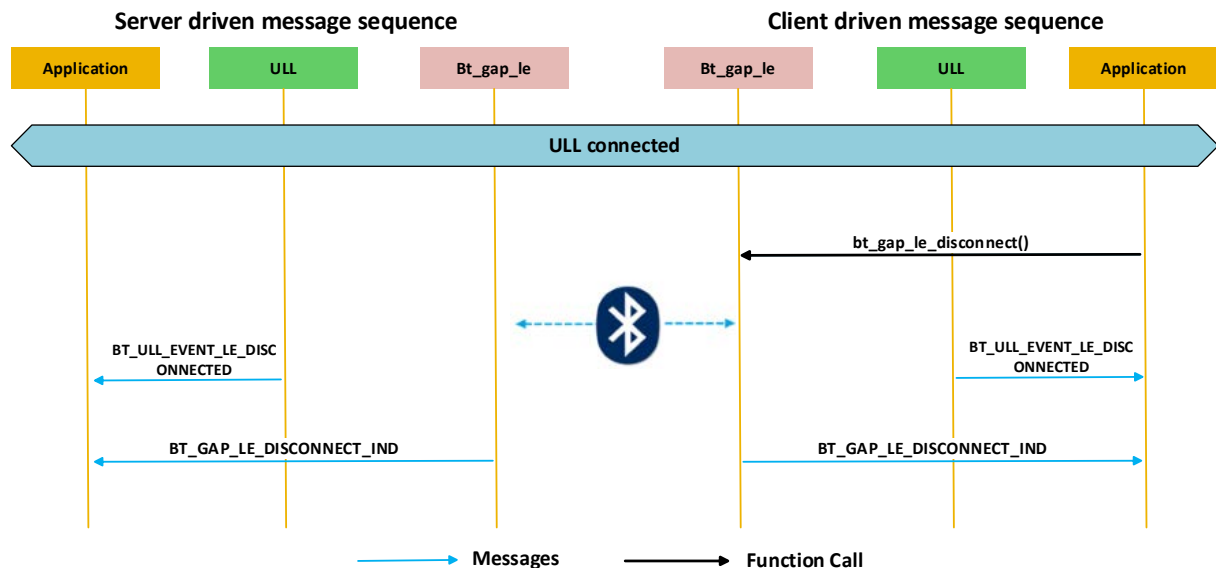 Server driven message sequence
Client driven message sequence
Application
ULL
Bt_gap_le
Bt_gap_le
ULL
Application
ULL connected
bt_gap_le_disconnect()
BT_ULL_EVENT_LE_DISC
ONNECTED
BT_ULL_EVENT_LE_DISC
ONNECTED
BT_GAP_LE_DISCONNECT_IND
BT_GAP_LE_DISCONNECT_IND
Messages
Function Call